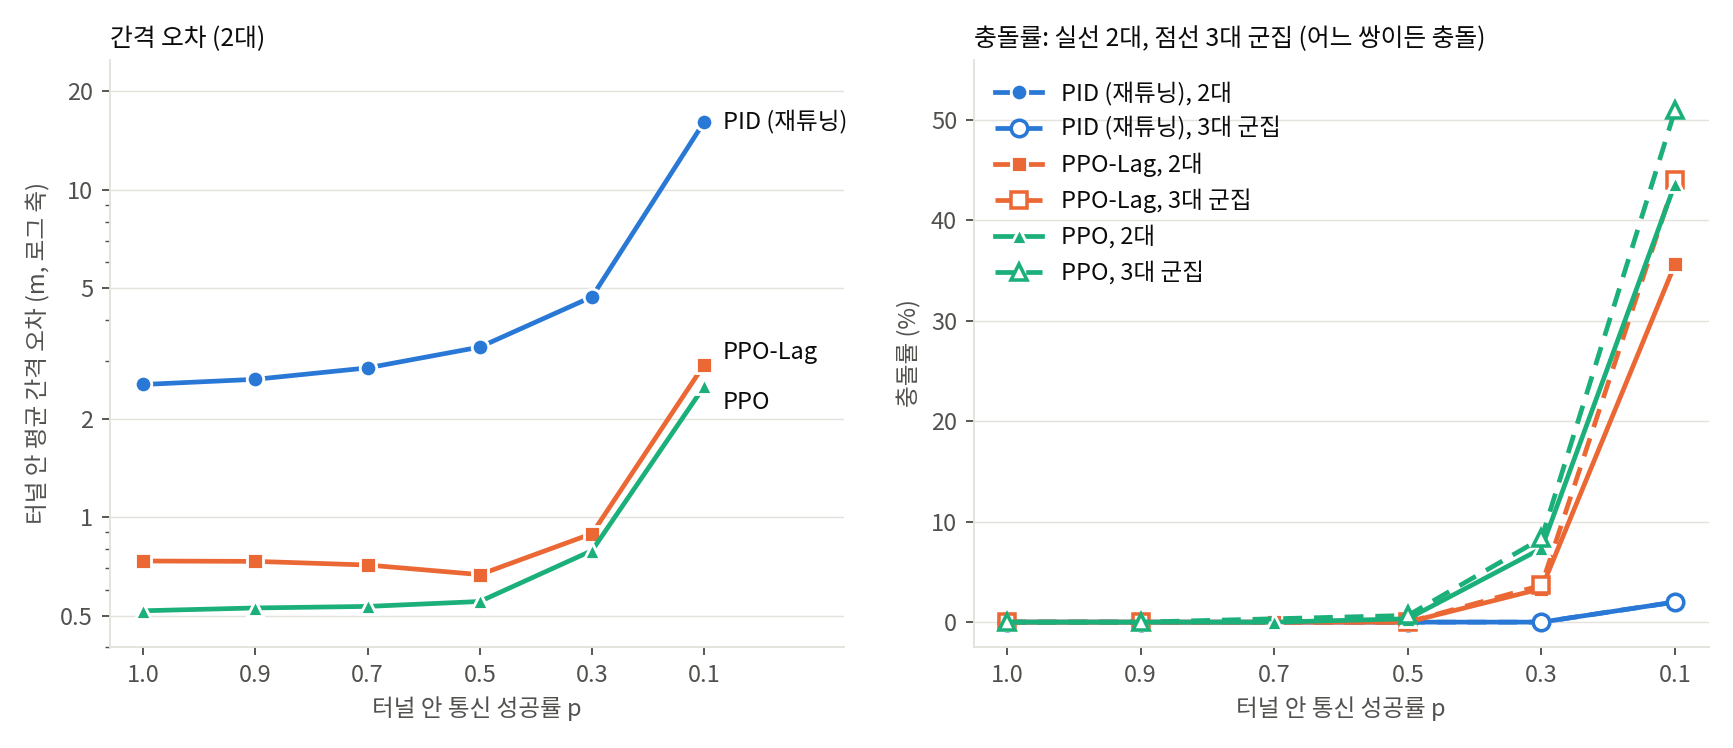 간격 오차 (2대)
터널 안 평균 간격 오차 (m, 로그 축)
20
10
5
2
1
0.5
PID (재튜닝)
PPO-Lag
PPO
1.0
0.9
0.7
0.5
0.3
0.1
터널 안 통신 성공률 p
충돌률: 실선 2대, 점선 3대 군집 (어느 쌍이든 충돌)
충돌률 (%)
50
40
30
20
10
0
PID (재튜닝), 2대
PID (재튜닝), 3대 군집
PPO-Lag, 2대
PPO-Lag, 3대 군집
PPO, 2대
PPO, 3대 군집
1.0
0.9
0.7
0.5
0.3
0.1
터널 안 통신 성공률 p